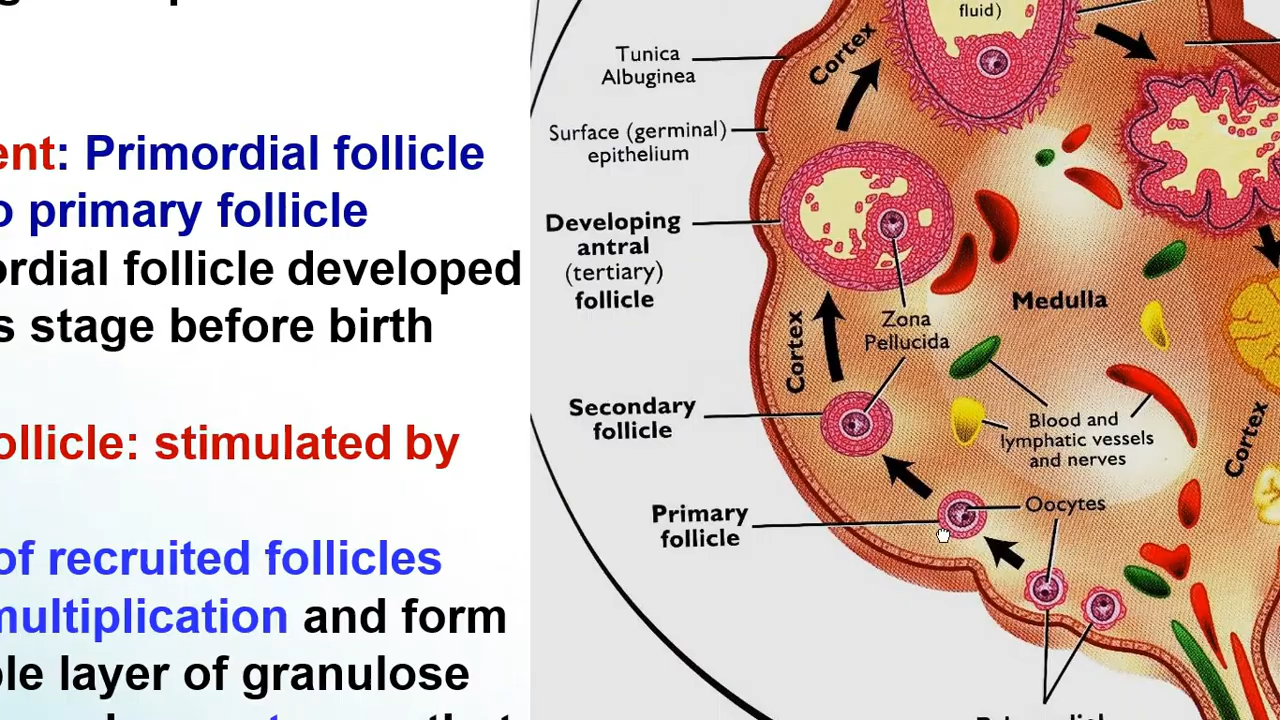 ent: Primordial follicle
o primary follicle
ordial follicle developed
s stage before birth
ollicle: stimulated by
of recruited follicles
multiplication and form
ole layer of granulose
fluid)
Cortex
Tunica
Albuginea
Surface (germinal)
epithelium
Developing
antral
(tertiary)
follicle
Zona
Pellucida
Medulla
Cortex
Secondary
follicle
Blood and
lymphatic vessels
and nerves
Cortex
Primary
follicle
Oocytes